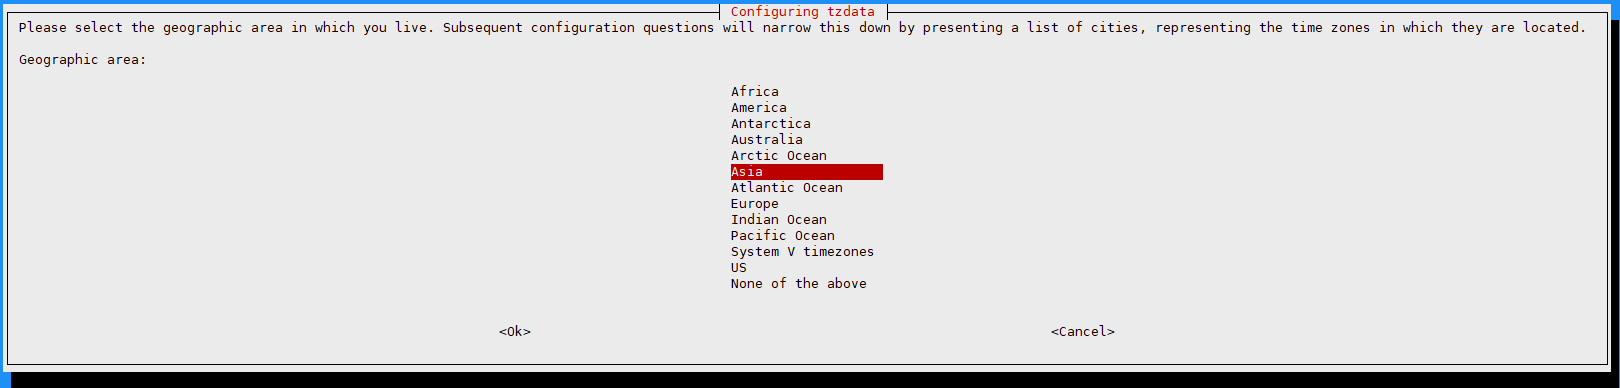 Configuring tzdata
Please select the geographic area in which you live. Subsequent configuration questions will narrow this down by presenting a list of cities, representing the time zones in which they are located.
Geographic area:
Africa
America
Antarctica
Australia
Arctic Ocean
Asia
Atlantic Ocean
Europe
Indian Ocean
Pacific Ocean
System V timezones
US
None of the above
<Ok> <Cancel>